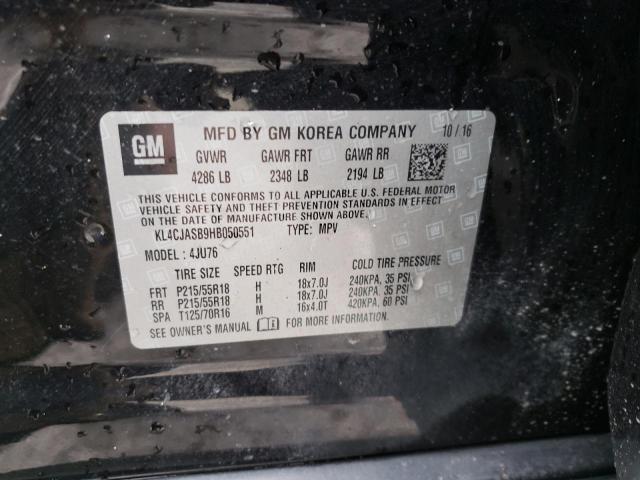 GM
MFD BY GM KOREA COMPANY 10/16
GVWR GAWR FRT GAWR RR
4286 LB 2348 LB 2194 LB
THIS VEHICLE CONFORMS TO ALL APPLICABLE U.S. FEDERAL MOTOR
VEHICLE SAFETY AND THEFT PREVENTION STANDARDS IN EFFECT
ON THE DATE OF MANUFACTURE SHOWN ABOVE.
KL4CJASB9HB050551 TYPE: MPV
MODEL : 4JU76
TIRE SIZE SPEED RTG RIM COLD TIRE PRESSURE
FRT P215/55R18 H 18x7.0J 240KPA, 35 PSI
RR P215/55R18 H 18x7.0J 240KPA, 35 PSI
SPA T125/70R16 M 16x4.0T 420KPA, 60 PSI
SEE OWNER'S MANUAL FOR MORE INFORMATION.